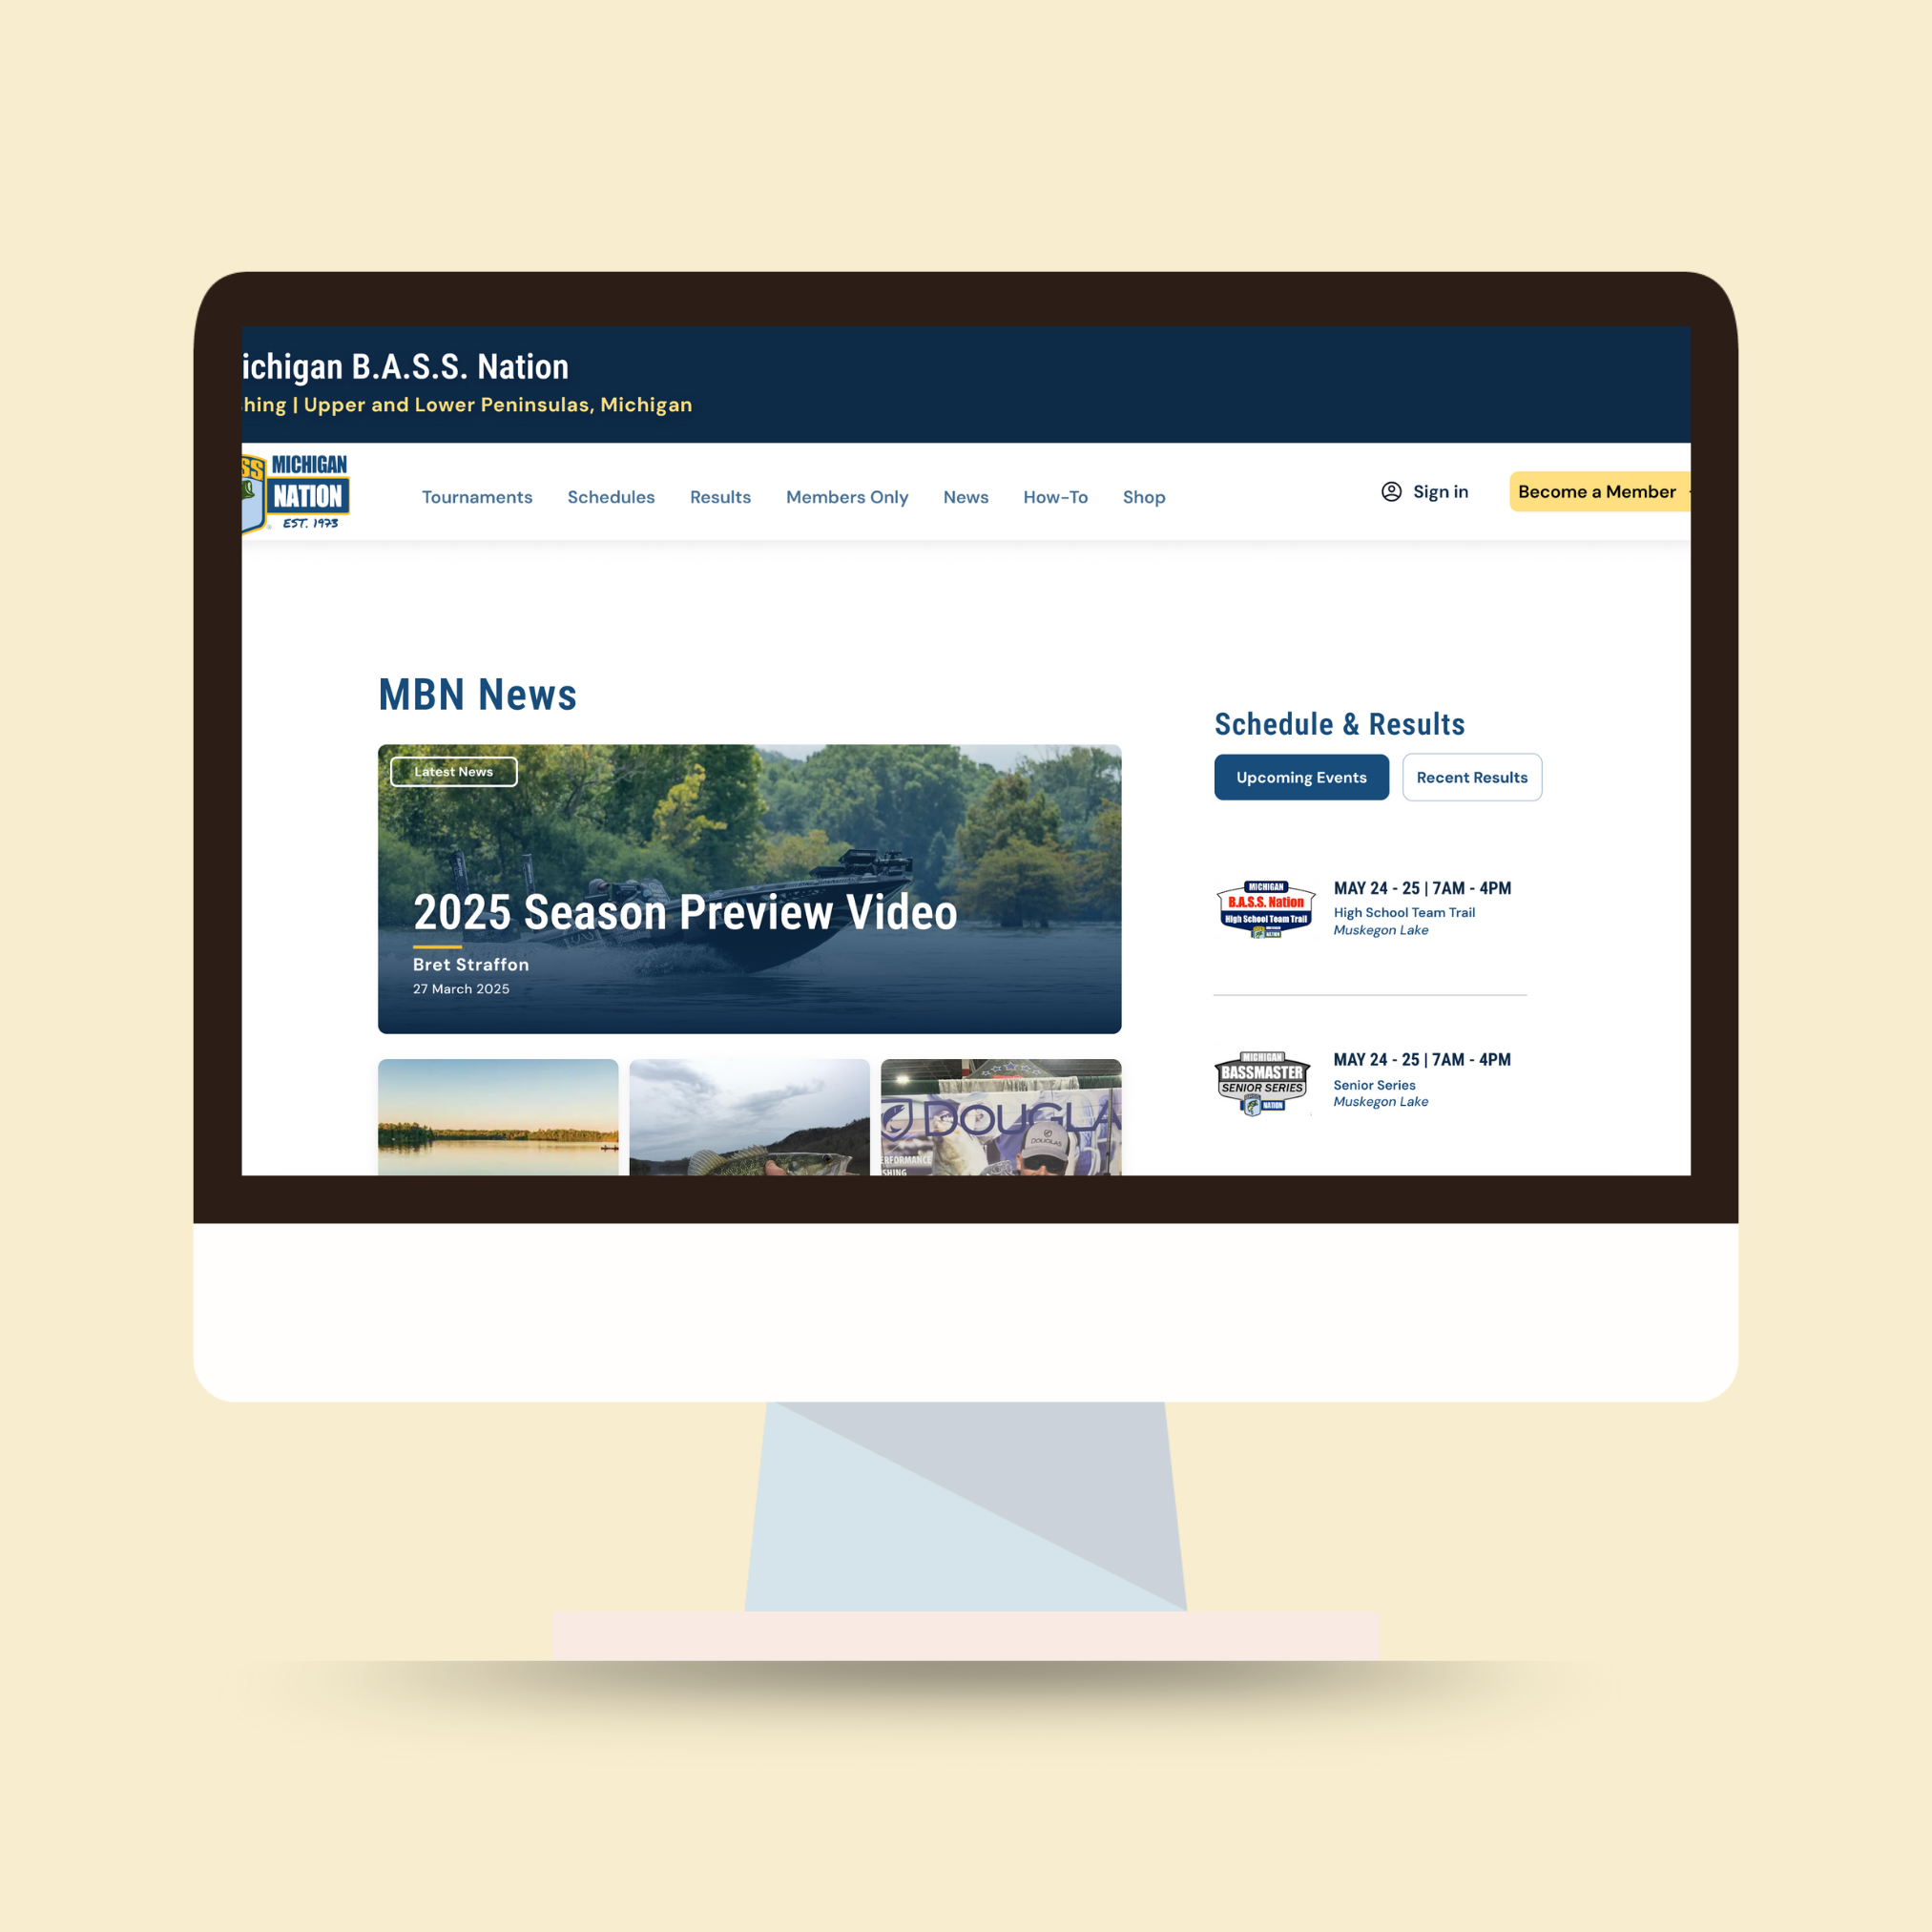 ichigan B.A.S.S. Nation
hing | Upper and Lower Peninsulas, Michigan
SS MICHIGAN
NATION
EST. 1973
Tournaments Schedules Results Members Only News How-To Shop
Sign in
Become a Member
MBN News
Latest News
2025 Season Preview Video
Bret Straffon
27 March 2025
DOUGLA
DOUGLAS
ERFORMANCE
SHING
Schedule & Results
Upcoming Events
Recent Results
MICHIGAN
B.A.S.S. Nation
High School Team Trail
NATION
MAY 24 - 25 | 7AM - 4PM
High School Team Trail
Muskegon Lake
MICHIGAN
BASSMASTER
SENIOR SERIES
NATION
MAY 24 - 25 | 7AM - 4PM
Senior Series
Muskegon Lake